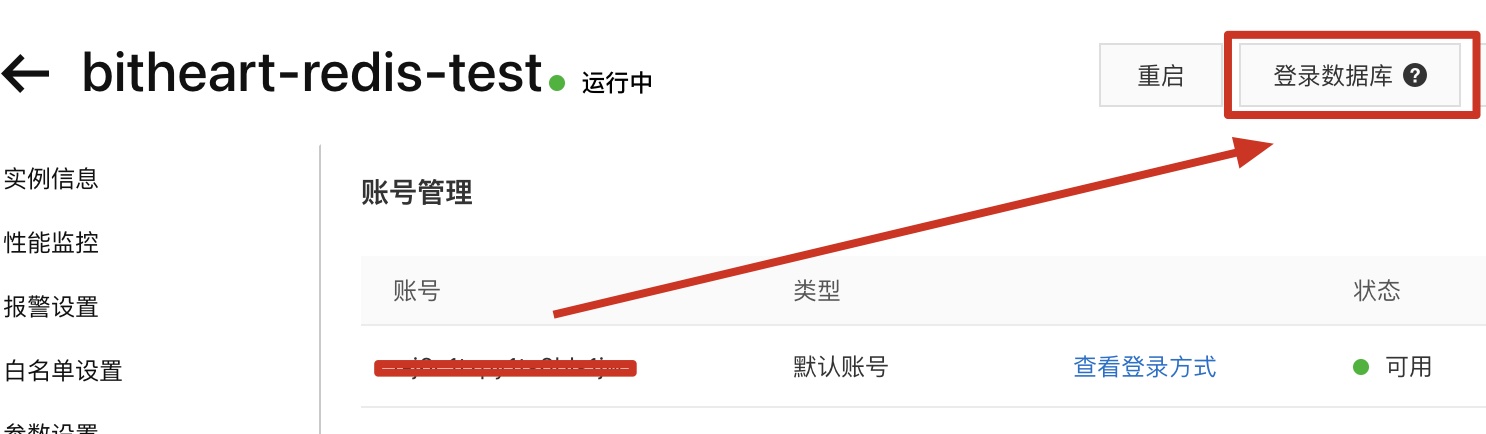 bitheart-redis-test 运行中 重启 登录数据库 ?
实例信息
账号管理
性能监控
账号 类型 状态
报警设置
默认账号 查看登录方式 可用
白名单设置
参数设置